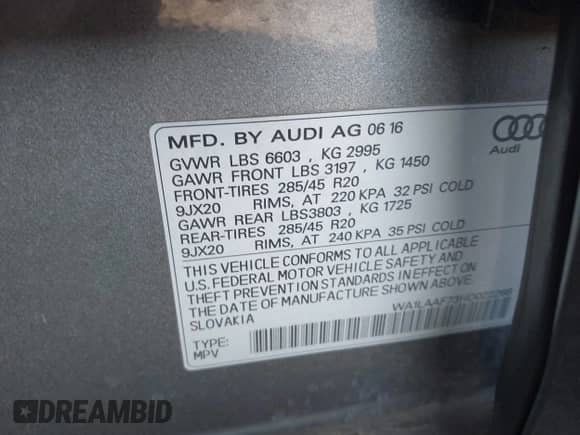 MFD. BY AUDI AG 06 16
Audi
GVWR LBS 6603 , KG 2995
GAWR FRONT LBS 3197 , KG 1450
FRONT-TIRES 285/45 R20
9JX20 RIMS, AT 220 KPA 32 PSI COLD
GAWR REAR LBS3803 , KG 1725
REAR-TIRES 285/45 R20
9JX20 RIMS, AT 240 KPA 35 PSI COLD
THIS VEHICLE CONFORMS TO ALL APPLICABLE
U.S. FEDERAL MOTOR VEHICLE SAFETY AND
THEFT PREVENTION STANDARDS IN EFFECT ON
THE DATE OF MANUFACTURE SHOWN ABOVE
SLOVAKIA
TYPE:
MPV
DREAMBID